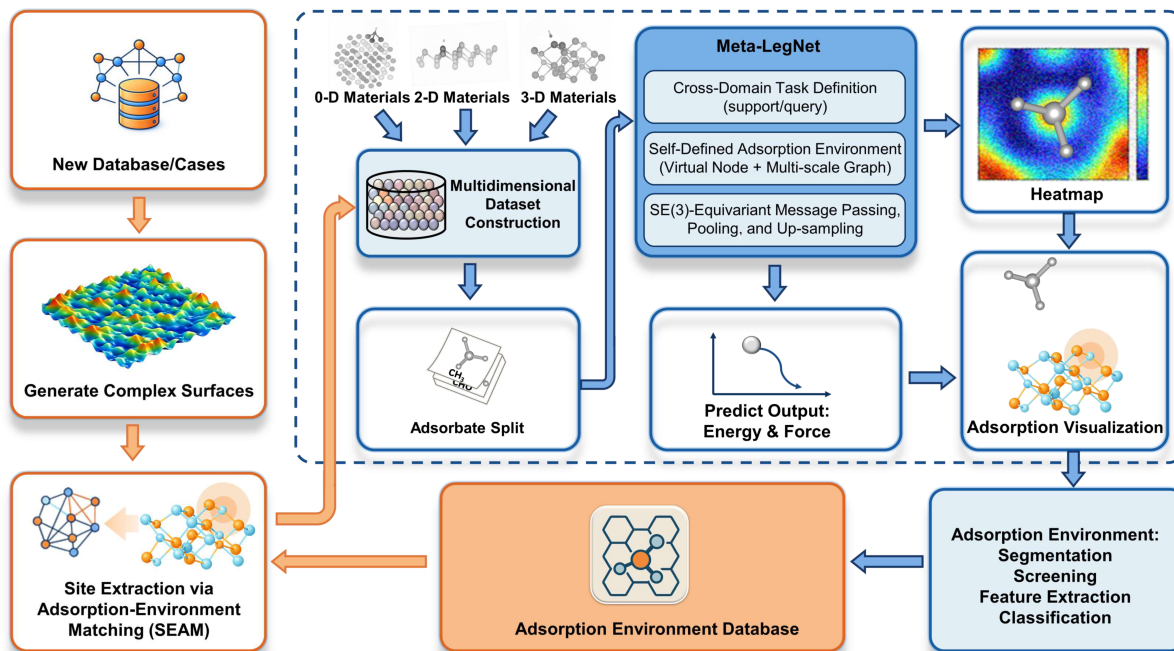 New Database/Cases
Generate Complex Surfaces
Site Extraction via
Adsorption-Environment
Matching (SEAM)
0-D Materials
2-D Materials
3-D Materials
Multidimensional
Dataset
Construction
CH₃
CHO
Adsorbate Split
Meta-LegNet
Cross-Domain Task Definition
(support/query)
Self-Defined Adsorption Environment
(Virtual Node + Multi-scale Graph)
SE(3)-Equivariant Message Passing,
Pooling, and Up-sampling
Predict Output:
Energy & Force
Heatmap
Adsorption Visualization
Adsorption Environment:
Segmentation
Screening
Feature Extraction
Classification
Adsorption Environment Database